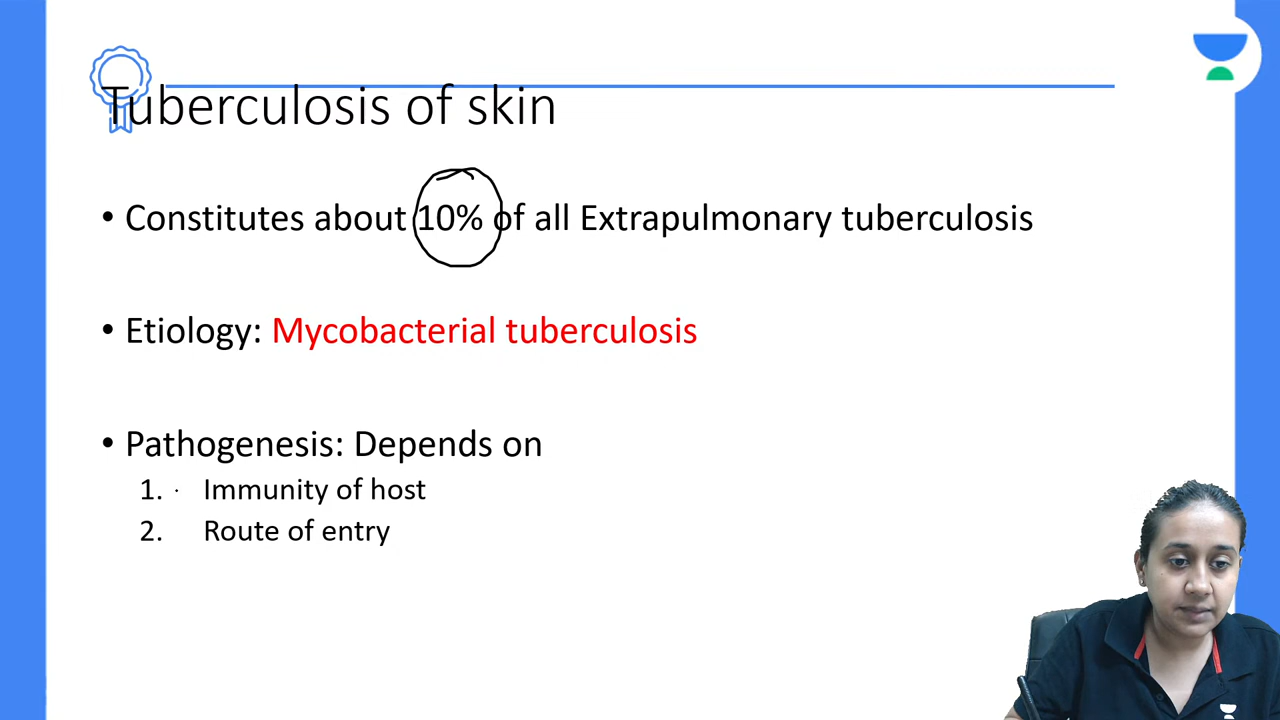 Tuberculosis of skin
• Constitutes about 10% of all Extrapulmonary tuberculosis
• Etiology: Mycobacterial tuberculosis
• Pathogenesis: Depends on
1. Immunity of host
2. Route of entry